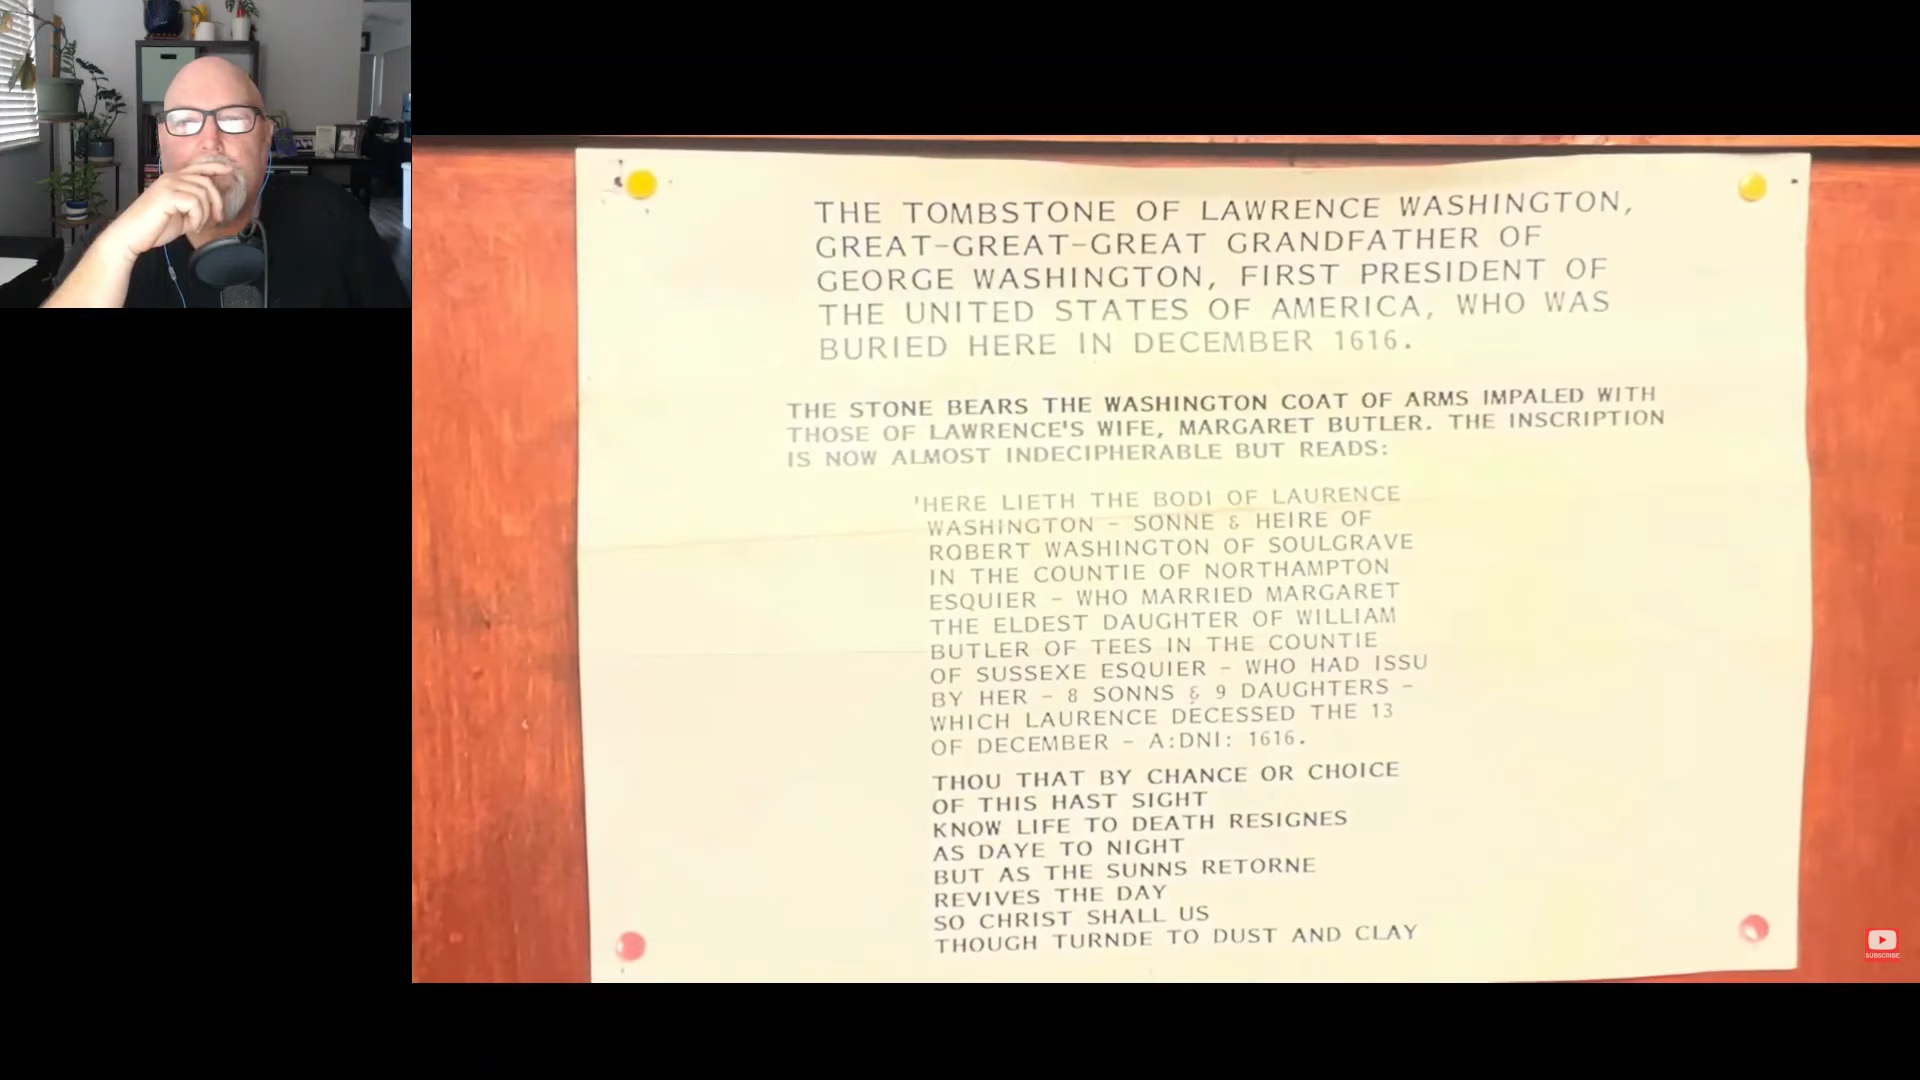 THE TOMBSTONE OF LAWRENCE WASHINGTON,
GREAT-GREAT-GREAT GRANDFATHER OF
GEORGE WASHINGTON, FIRST PRESIDENT OF
THE UNITED STATES OF AMERICA, WHO WAS
BURIED HERE IN DECEMBER 1616.
THE STONE BEARS THE WASHINGTON COAT OF ARMS IMPALED WITH
THOSE OF LAWRENCE'S WIFE, MARGARET BUTLER. THE INSCRIPTION
IS NOW ALMOST INDECIPHERABLE BUT READS:
'HERE LIETH THE BODI OF LAURENCE
WASHINGTON - SONNE & HEIRE OF
ROBERT WASHINGTON OF SOULGRAVE
IN THE COUNTIE OF NORTHAMPTON
ESQUIER - WHO MARRIED MARGARET
THE ELDEST DAUGHTER OF WILLIAM
BUTLER OF TEES IN THE COUNTIE
OF SUSSEXE ESQUIER - WHO HAD ISSU
BY HER - 8 SONNS & 9 DAUGHTERS -
WHICH LAURENCE DECESSED THE 13
OF DECEMBER - A:DNI: 1616.
THOU THAT BY CHANCE OR CHOICE
OF THIS HAST SIGHT
KNOW LIFE TO DEATH RESIGNES
AS DAYE TO NIGHT
BUT AS THE SUNNS RETORNE
REVIVES THE DAY
SO CHRIST SHALL US
THOUGH TURNDE TO DUST AND CLAY
SUBSCRIBE